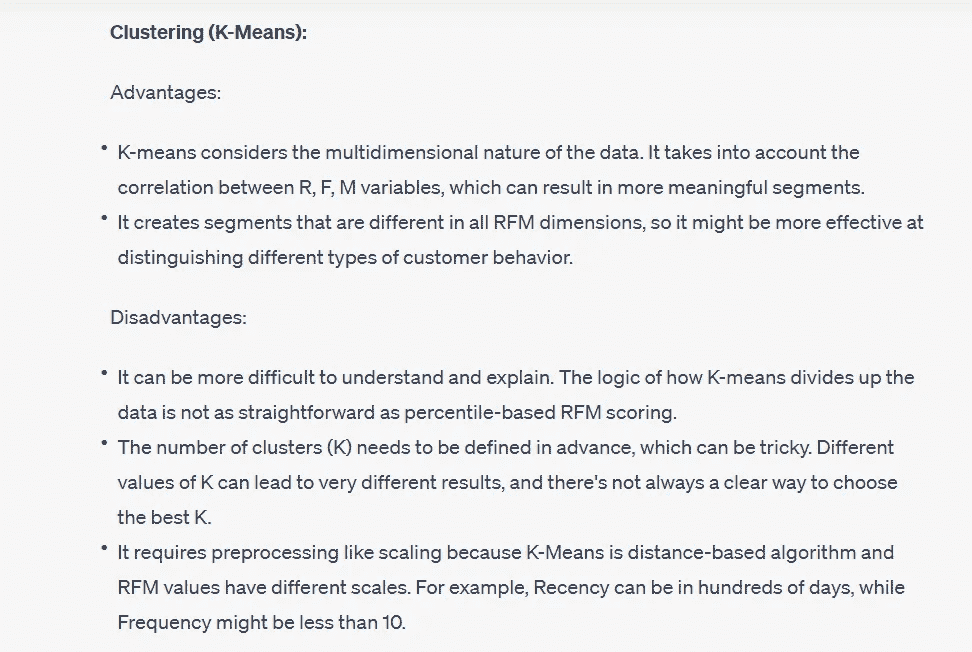 Clustering (K-Means):
Advantages:
• K-means considers the multidimensional nature of the data. It takes into account the
correlation between R, F, M variables, which can result in more meaningful segments.
• It creates segments that are different in all RFM dimensions, so it might be more effective at
distinguishing different types of customer behavior.
Disadvantages:
• It can be more difficult to understand and explain. The logic of how K-means divides up the
data is not as straightforward as percentile-based RFM scoring.
• The number of clusters (K) needs to be defined in advance, which can be tricky. Different
values of K can lead to very different results, and there's not always a clear way to choose
the best K.
• It requires preprocessing like scaling because K-Means is distance-based algorithm and
RFM values have different scales. For example, Recency can be in hundreds of days, while
Frequency might be less than 10.